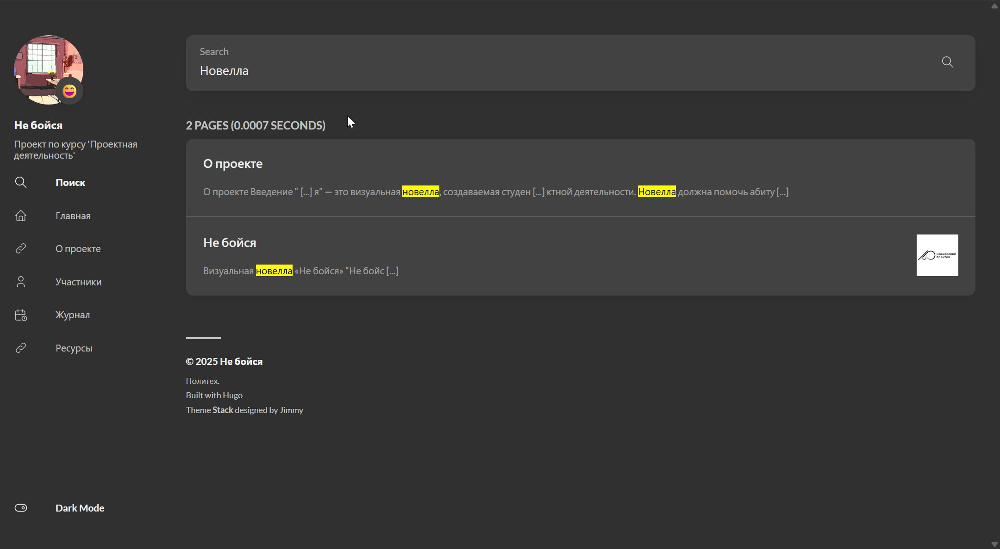 Не бойся
Проект по курсу 'Проектная
деятельность'
Поиск
Главная
О проекте
Участники
Журнал
Ресурсы
Dark Mode
Search
Новелла
2 PAGES (0.0007 SECONDS)
О проекте
О проекте Введение “ [...] я” — это визуальная новелла, создаваемая студен [...] ктной деятельности. Новелла должна помочь абиту [...]
Не бойся
Визуальная новелла «Не бойся» “Не бойс [...]
московский
политех
© 2025 Не бойся
Политех.
Built with Hugo
Theme Stack designed by Jimmy